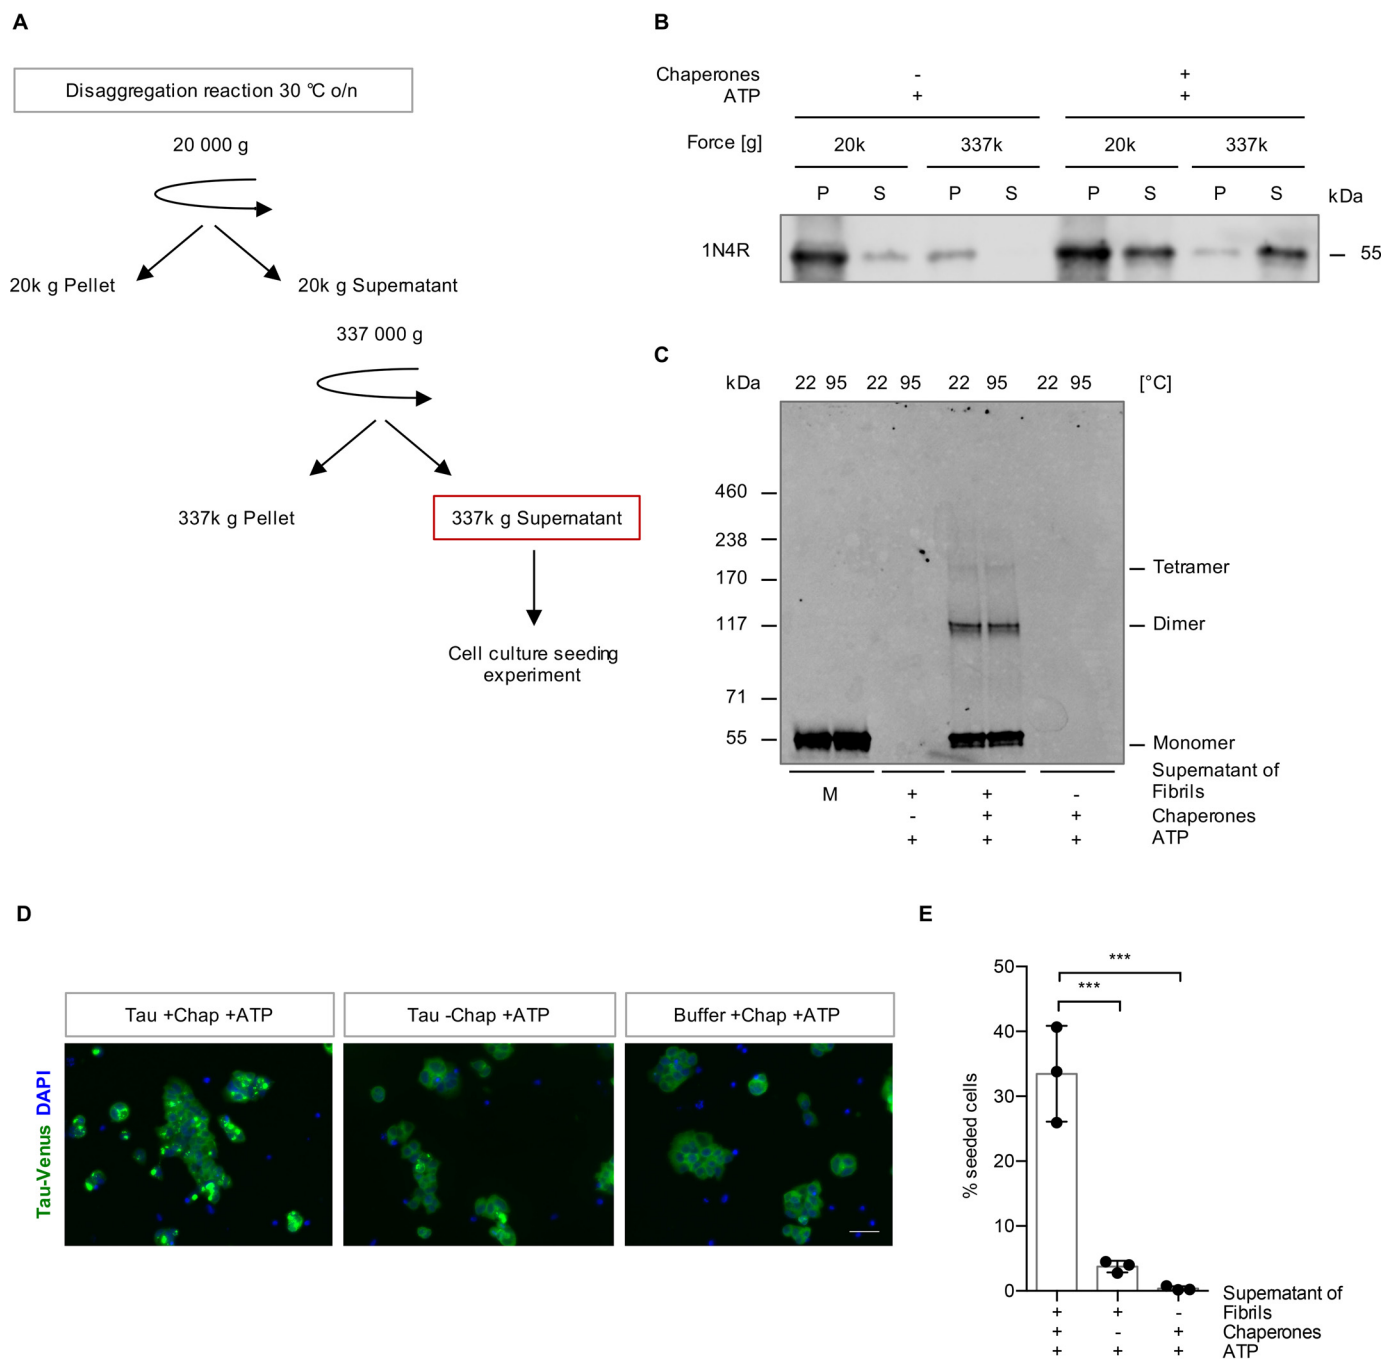 A
Disaggregation reaction 30 °C o/n
20 000 g
20k g Pellet
20k g Supernatant
337 000 g
337k g Pellet
337k g Supernatant
Cell culture seeding
experiment
B
Chaperones - +
ATP + +
Force [g] 20k 337k 20k 337k
P S P S P S P S kDa
1N4R 55
C
kDa 22 95 22 95 22 95 22 95 [°C]
460
238
170
117
71
55
Tetramer
Dimer
Monomer
Supernatant of
M + + - Fibrils
- + + Chaperones
+ + + ATP
D
Tau +Chap +ATP
Tau -Chap +ATP
Buffer +Chap +ATP
Tau-Venus DAPI
E
% seeded cells
50
40
30
20
10
0
***
***
Supernatant of
+ + - Fibrils
+ - + Chaperones
+ + + ATP